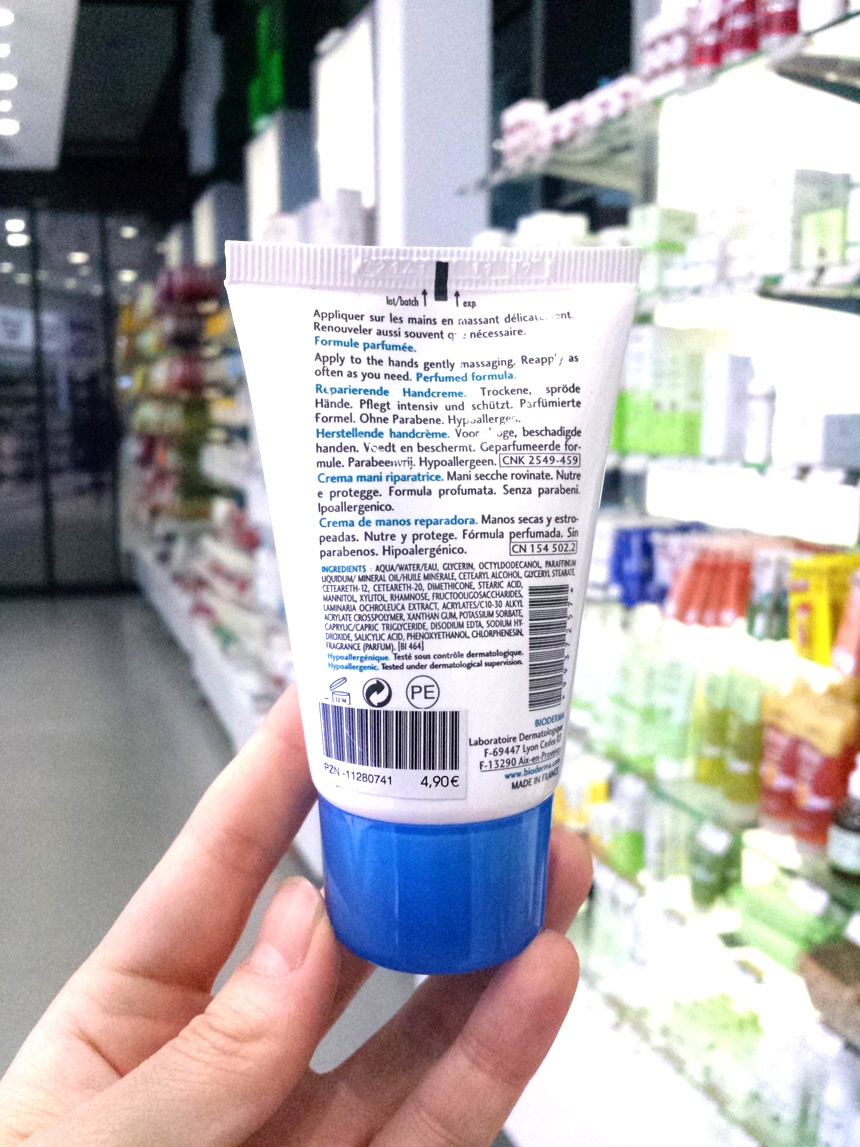 lot/batch exp.
Appliquer sur les mains en massant
Renouveler aussi souvent nécessaire.
Formule parfumée.
Apply to the hands gently massaging. Reapply as
often as you need. Perfumed formula.
Reparierende Handcreme. Trockene, spröde
Hände. Pflegt intensiv und schützt. Parfümierte
Formel. Ohne Parabene. Hypoallergen.
Herstellende handcrème. beschadigde
handen. Voedt en beschermt. Geparfumeerde for-
mule. Parabeenvrij. Hypoallergeen. CNK 2549-459
Crema mani riparatrice. Mani secche rovinate. Nutre
e protegge. Formula profumata. Senza parabeni.
Ipoallergenico.
Crema de manos reparadora. Manos secas y estro-
peadas. Nutre y protege. Fórmula perfumada. Sin
parabenos. Hipoallergénico. CN 154 502.2
INGREDIENTS : AQUA/WATER/EAU, GLYCERIN, OCTYLDODECANOL, PARAFFINUM
LIQUIDUM/ MINERAL OIL/HUILE MINERALE, CETEARYL ALCOHOL, GLYCERYL STEARATE,
CETEARETH-12, CETEARETH-20, DIMETHICONE, STEARIC ACID,
MANNITOL, XYLITOL, RHAMNOSE, FRUCTOOLIGOSACCHARIDES,
LAMINARIA OCHROLEUCA EXTRACT, ACRYLATES/C10-30 ALKYL
ACRYLATE CROSSPOLYMER, XANTHAN GUM, POTASSIUM SORBATE,
CAPRYLIC/CAPRIC TRIGLYCERIDE, DISODIUM EDTA, SODIUM HY-
DROXIDE, SALICYLIC ACID, PHENOXYETHANOL, CHLORPHENESIN,
FRAGRANCE (PARFUM). [BI 464]
Hypoallergénique. Testé sous contrôle dermatologique.
Hypoallergenic. Tested under dermatological supervision.
12 M PE
PZN -11280741 4,90€
BIODERMA
Laboratoire Dermatologique
F-69447 Lyon Cedex
F-13290 Aix-en-Provence
www.bioderma.com
MADE IN FRANCE